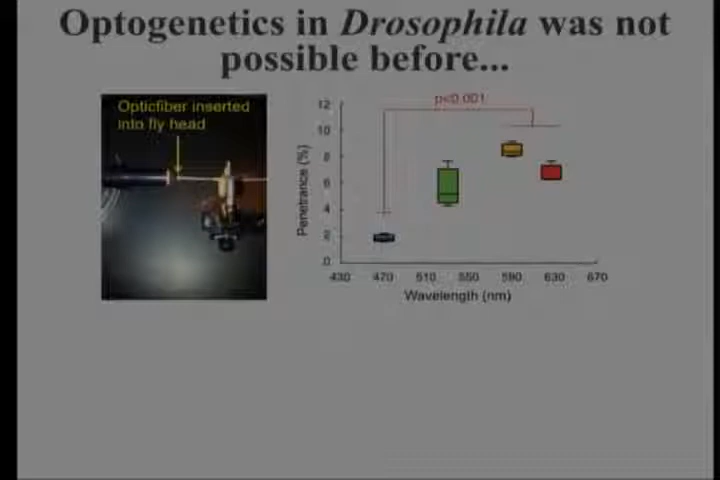 Optogenetics in Drosophila was not
possible before...
Opticfiber inserted
into fly head
p<0.001
Penetrance (%)
12
10
8
6
4
2
0
430 470 510 550 590 630 670
Wavelength (nm)